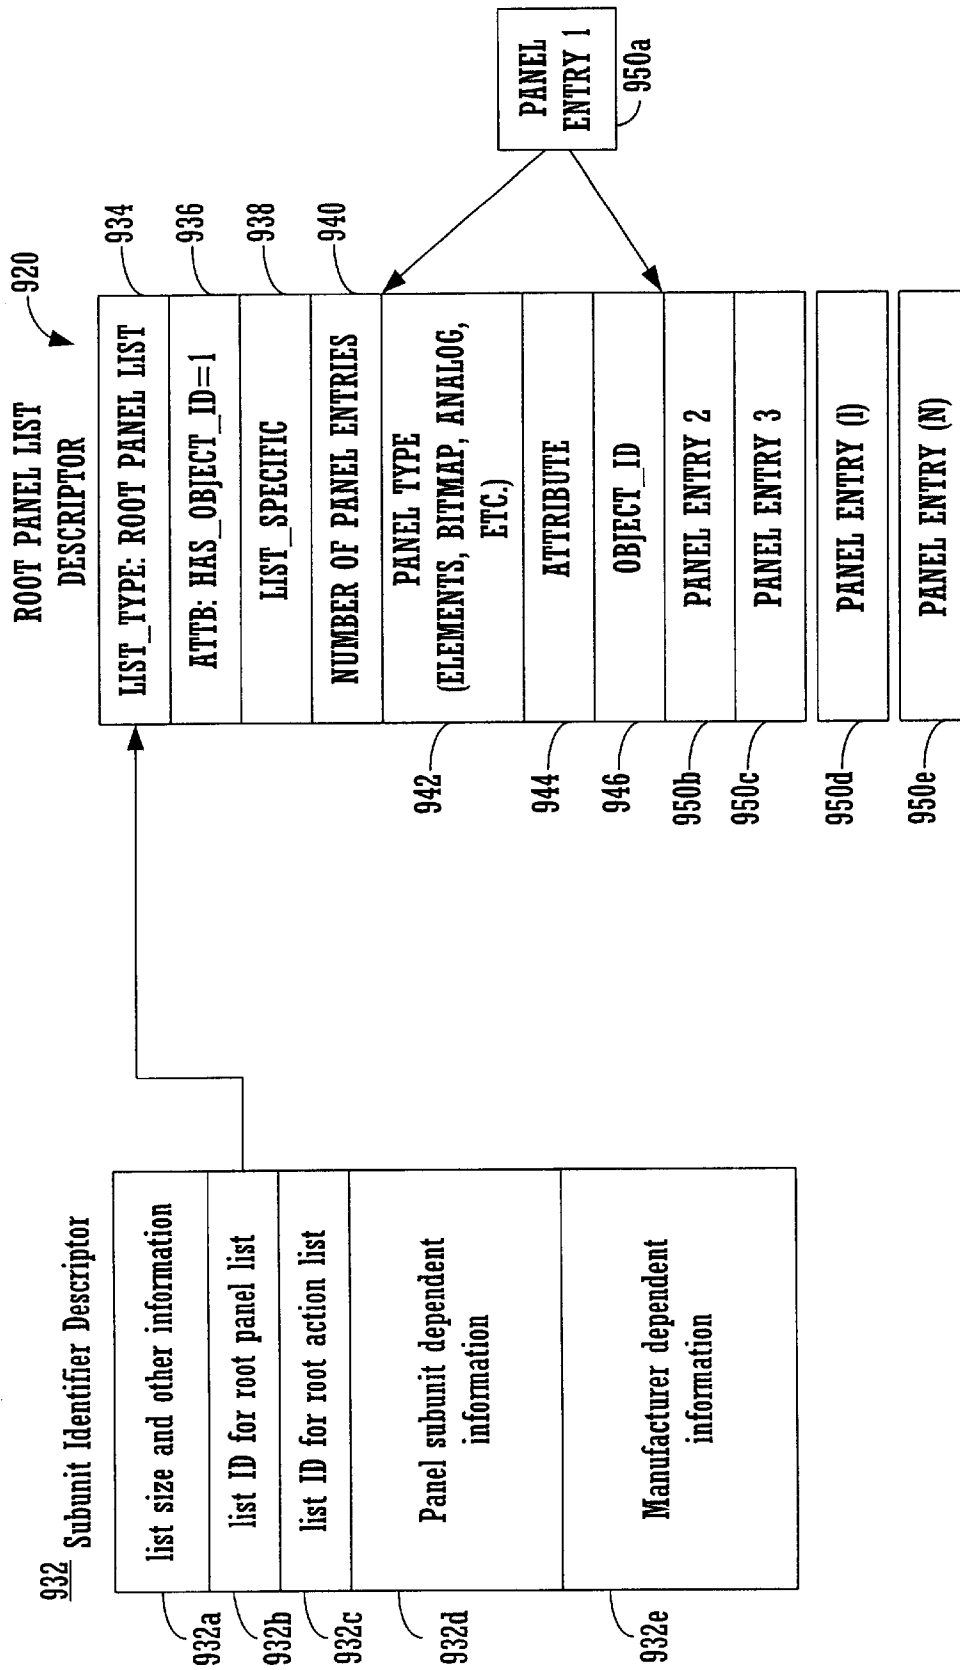 932 Subunit Identifier Descriptor
932a
list size and other information
932b
list ID for root panel list
932c
list ID for root action list
932d
Panel subunit dependent
information
932e
Manufacturer dependent
information
ROOT PANEL LIST
DESCRIPTOR
920
LIST_TYPE: ROOT PANEL LIST
934
ATTB: HAS_OBJECT_ID=1
936
LIST_SPECIFIC
938
NUMBER OF PANEL ENTRIES
940
PANEL TYPE
(ELEMENTS, BITMAP, ANALOG,
ETC.)
942
ATTRIBUTE
944
OBJECT_ID
946
PANEL ENTRY 2
950b
PANEL ENTRY 3
950c
PANEL ENTRY (I)
950d
PANEL ENTRY (N)
950e
PANEL
ENTRY 1
950a